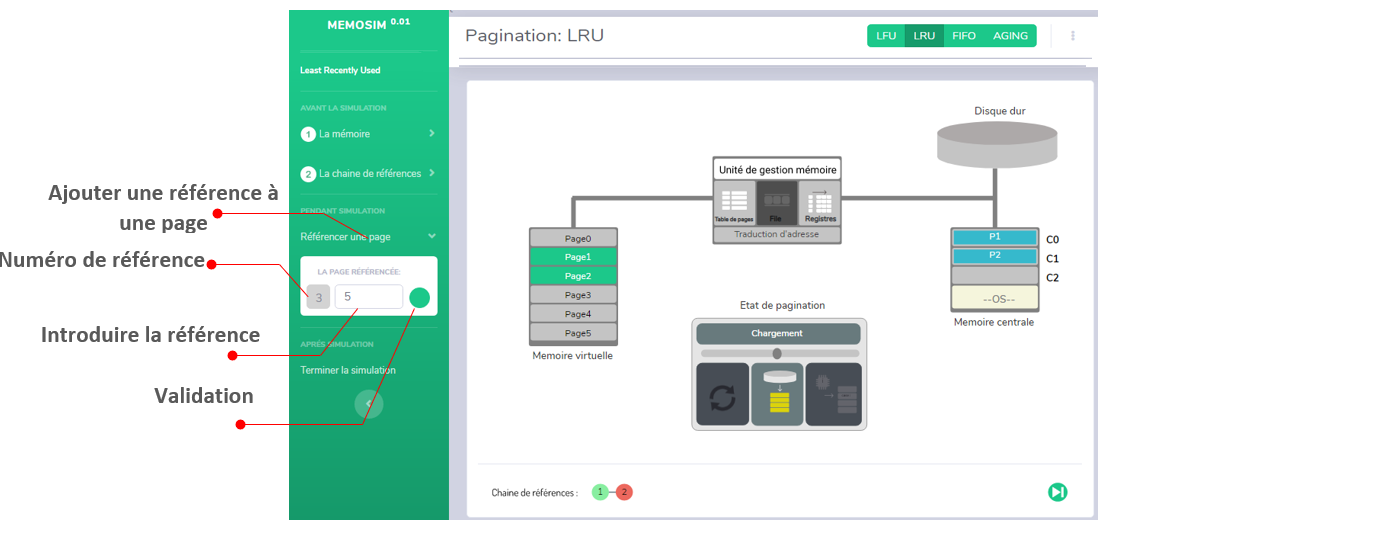 MEMOSIM 0.01
Least Recently Used
AVANT LA SIMULATION
1 La mémoire
2 La chaine de références
PENDANT SIMULATION
Référencer une page
LA PAGE RÉFÉRENCÉE:
3 5
APRÉS SIMULATION
Terminer la simulation
Ajouter une référence à
une page
Numéro de référence
Introduire la référence
Validation
Pagination: LRU
LFU LRU FIFO AGING
Disque dur
Unité de gestion mémoire
Table de pages File Registres
Traduction d'adresse
Page0
Page1
Page2
Page3
Page4
Page5
Memoire virtuelle
P1 C0
P2 C1
C2
--OS--
Memoire centrale
Etat de pagination
Chargement
Chaine de références : 1 2